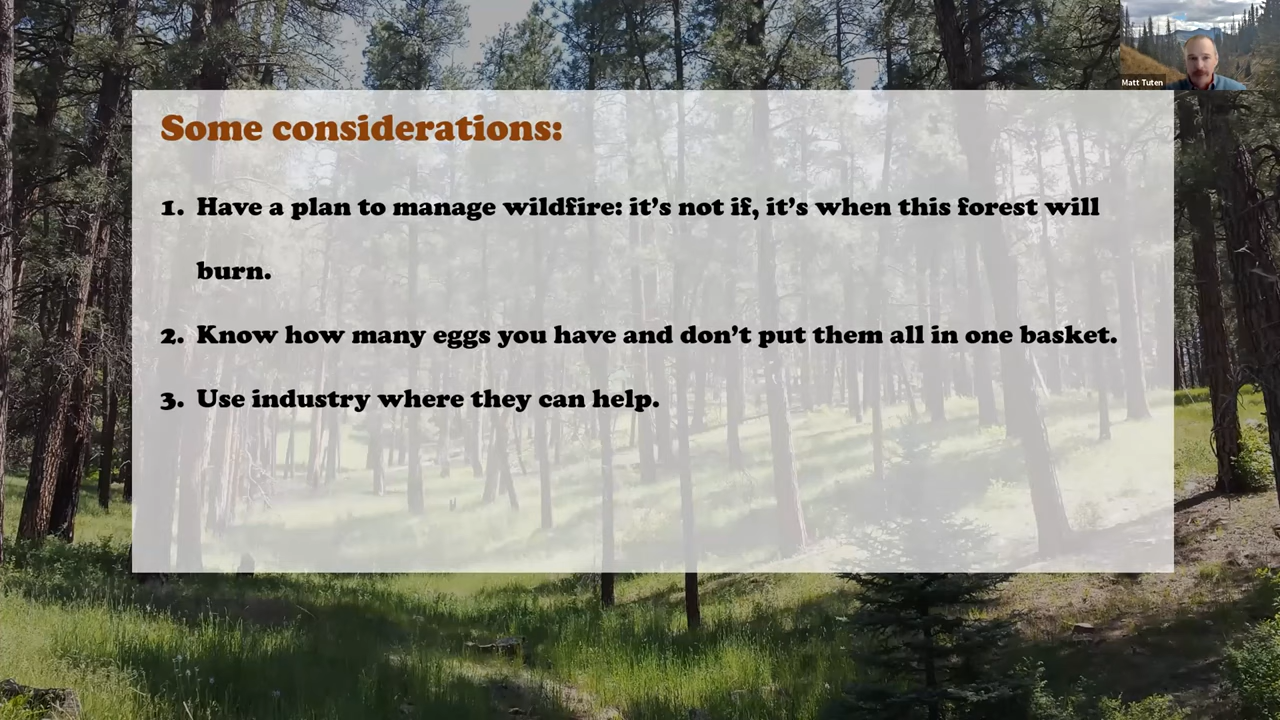 Matt Tuten
Some considerations:
1. Have a plan to manage wildfire: it’s not if, it’s when this forest will
burn.
2. Know how many eggs you have and don’t put them all in one basket.
3. Use industry where they can help.